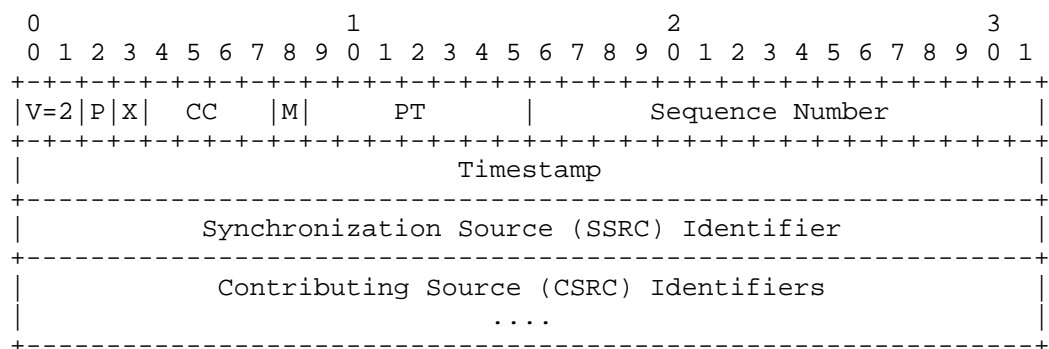 0                   1                   2                   3
 0 1 2 3 4 5 6 7 8 9 0 1 2 3 4 5 6 7 8 9 0 1 2 3 4 5 6 7 8 9 0 1
+-+-+-+-+-+-+-+-+-+-+-+-+-+-+-+-+-+-+-+-+-+-+-+-+-+-+-+-+-+-+-+-+
|V=2|P|X|  CC   |M|     PT      |       Sequence Number         |
+-+-+-+-+-+-+-+-+-+-+-+-+-+-+-+-+-+-+-+-+-+-+-+-+-+-+-+-+-+-+-+-+
|                           Timestamp                           |
+---------------------------------------------------------------+
|           Synchronization Source (SSRC) Identifier            |
+---------------------------------------------------------------+
|            Contributing Source (CSRC) Identifiers             |
|                             ....                              |
+---------------------------------------------------------------+